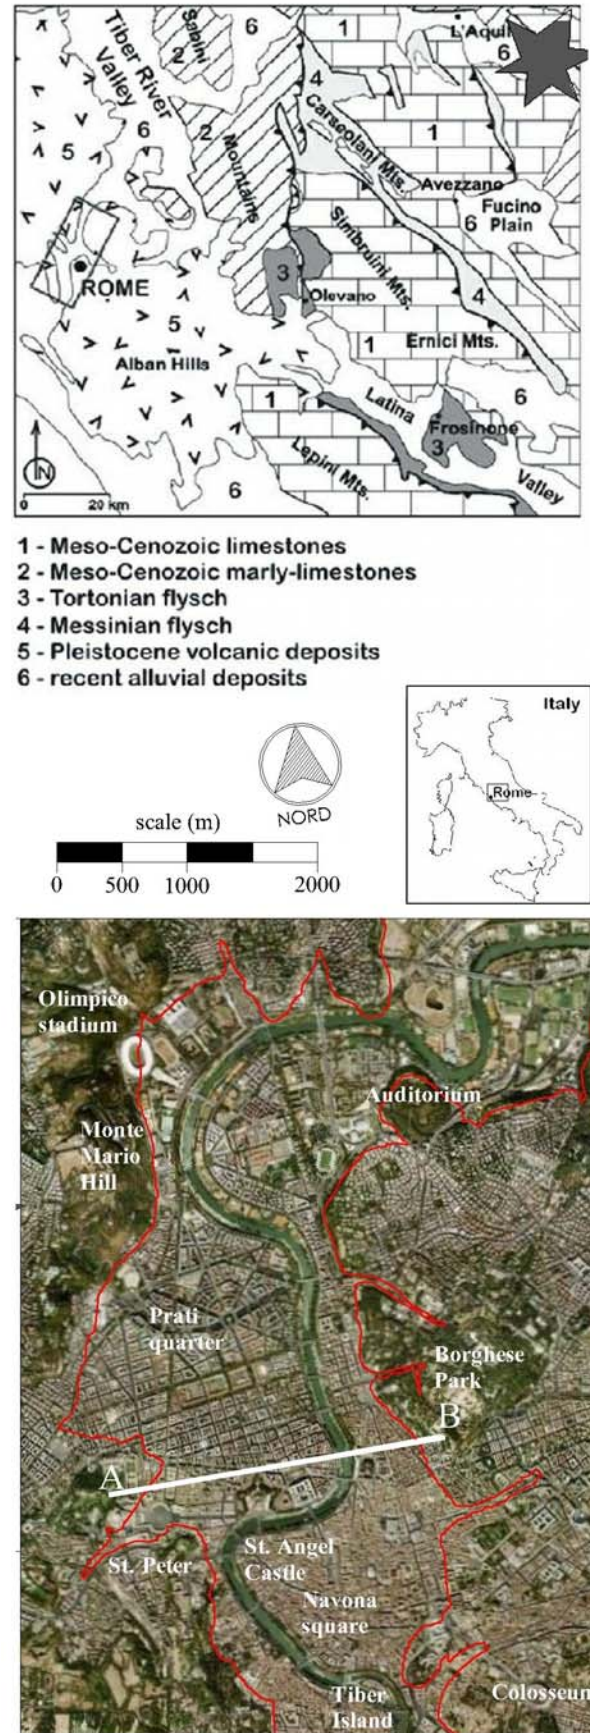 Tiber River
Valley
Sabini
Mountains
6
2
6
1
L'Aquil
6
4
Carseolani Mts.
1
5
6
2
Avezzano
Fucino
Plain
6
Simbruini Mts.
3
ROME
Olevano
4
5
1
Ernici Mts.
Alban Hills
6
1
Latina
Frosinone
3
Lepini Mts.
Valley
6
N
0
20 km
1 - Meso-Cenozoic limestones
2 - Meso-Cenozoic marly-limestones
3 - Tortonian flysch
4 - Messinian flysch
5 - Pleistocene volcanic deposits
6 - recent alluvial deposits
Italy
Rome
NORD
scale (m)
0 500 1000 2000
Olimpico
stadium
Auditorium
Monte
Mario
Hill
Prati
quarter
Borghese
Park
B
A
St. Peter
St. Angel
Castle
Navona
square
Tiber
Island
Colosseum